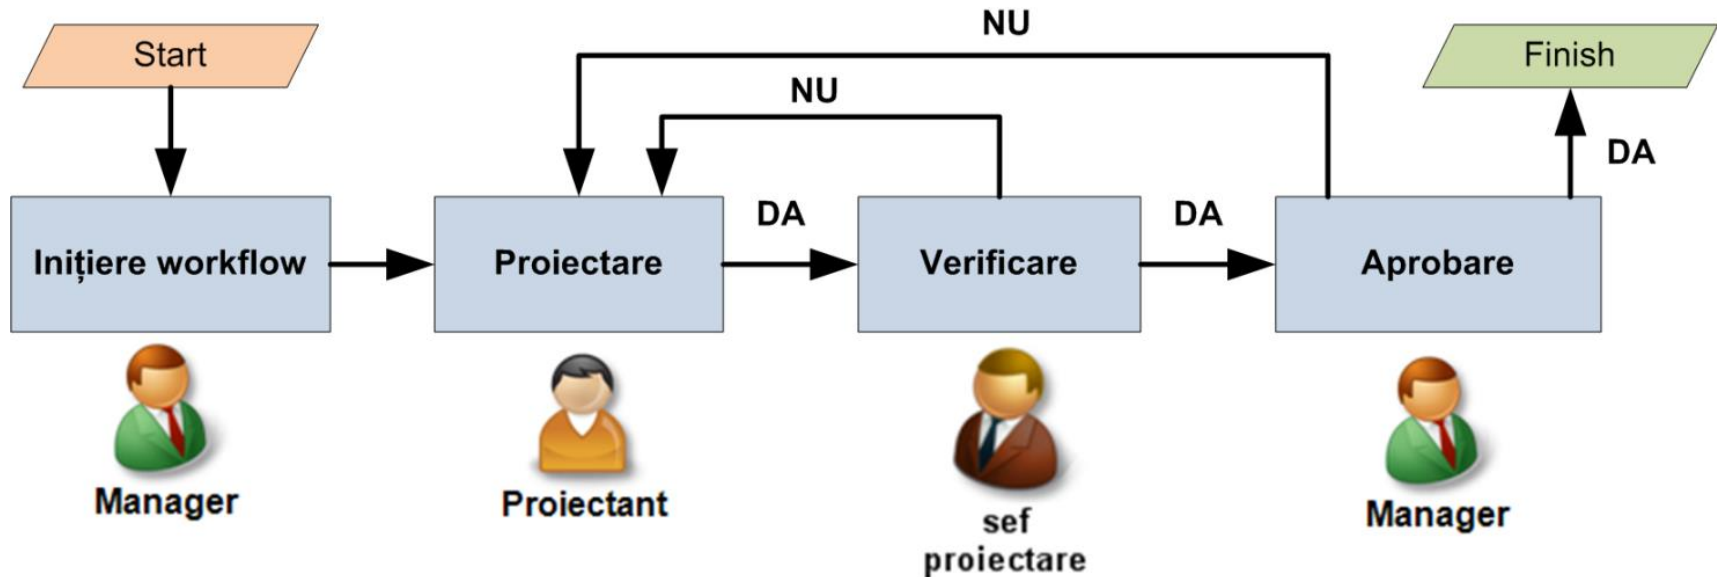 Start
NU
Finish
NU
DA
DA
DA
Inițiere workflow
Proiectare
Verificare
Aprobare
Manager
Proiectant
sef
proiectare
Manager